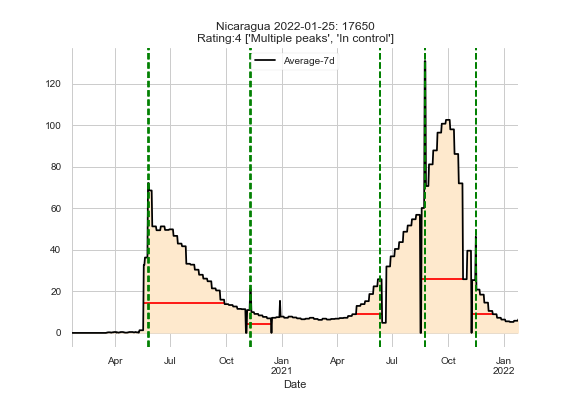 Nicaragua 2022-01-25: 17650
Rating:4 ['Multiple peaks', 'In control']
Average-7d
120
100
80
60
40
20
0
Apr Jul Oct Jan Apr Jul Oct Jan
2021 2022
Date